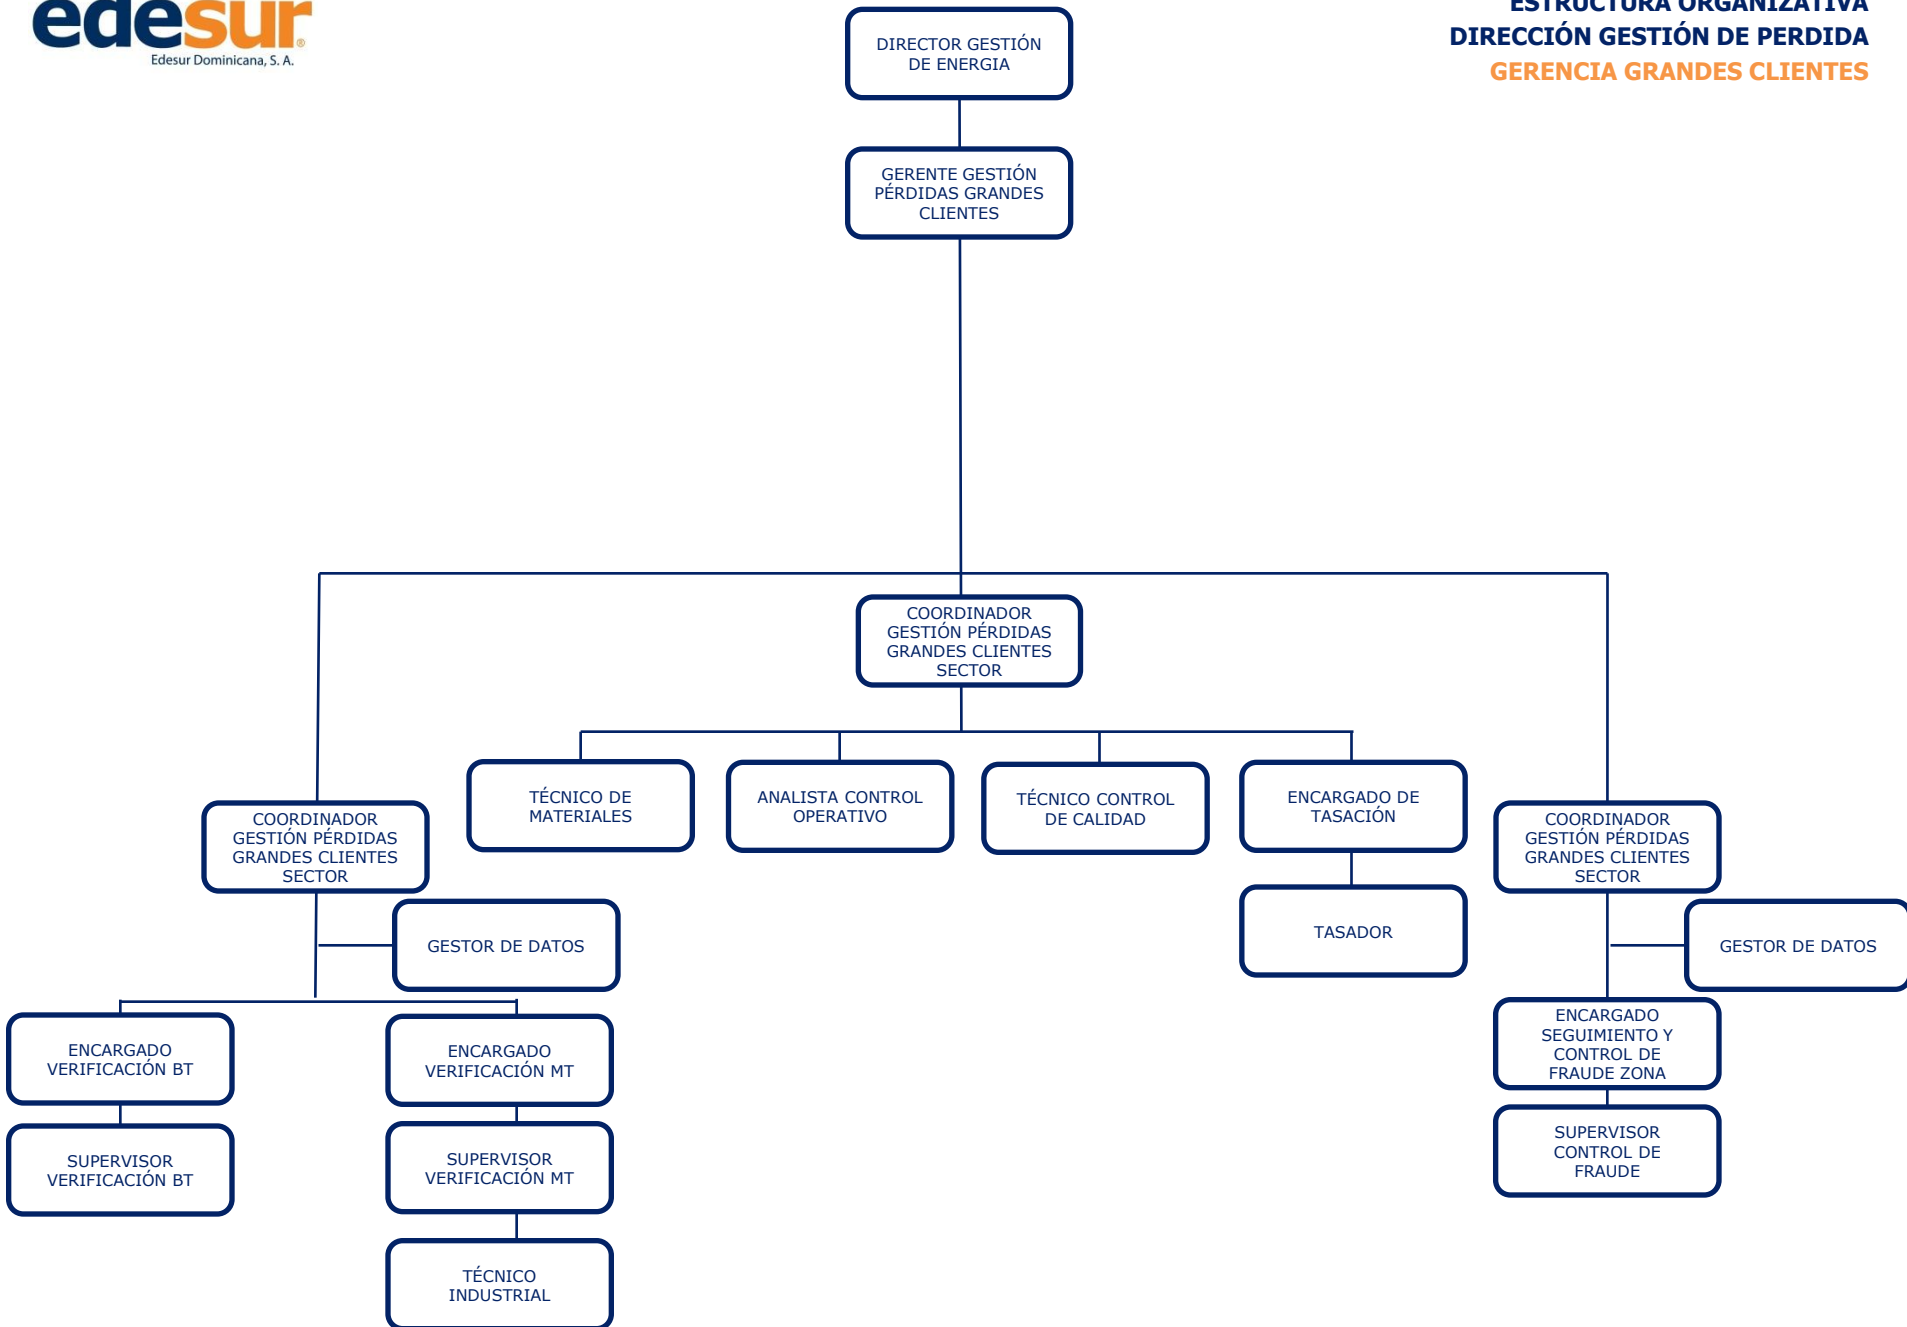 edesur
Edesur Dominicana, S. A.
ESTRUCTURA ORGANIZATIVA
DIRECCIÓN GESTIÓN DE PERDIDA
GERENCIA GRANDES CLIENTES
DIRECTOR GESTIÓN
DE ENERGIA
GERENTE GESTIÓN
PÉRDIDAS GRANDES
CLIENTES
COORDINADOR
GESTIÓN PÉRDIDAS
GRANDES CLIENTES
SECTOR
TÉCNICO DE
MATERIALES
ANALISTA CONTROL
OPERATIVO
TÉCNICO CONTROL
DE CALIDAD
ENCARGADO DE
TASACIÓN
TASADOR
COORDINADOR
GESTIÓN PÉRDIDAS
GRANDES CLIENTES
SECTOR
GESTOR DE DATOS
ENCARGADO
VERIFICACIÓN BT
SUPERVISOR
VERIFICACIÓN BT
ENCARGADO
VERIFICACIÓN MT
SUPERVISOR
VERIFICACIÓN MT
TÉCNICO
INDUSTRIAL
COORDINADOR
GESTIÓN PÉRDIDAS
GRANDES CLIENTES
SECTOR
GESTOR DE DATOS
ENCARGADO
SEGUIMIENTO Y
CONTROL DE
FRAUDE ZONA
SUPERVISOR
CONTROL DE
FRAUDE